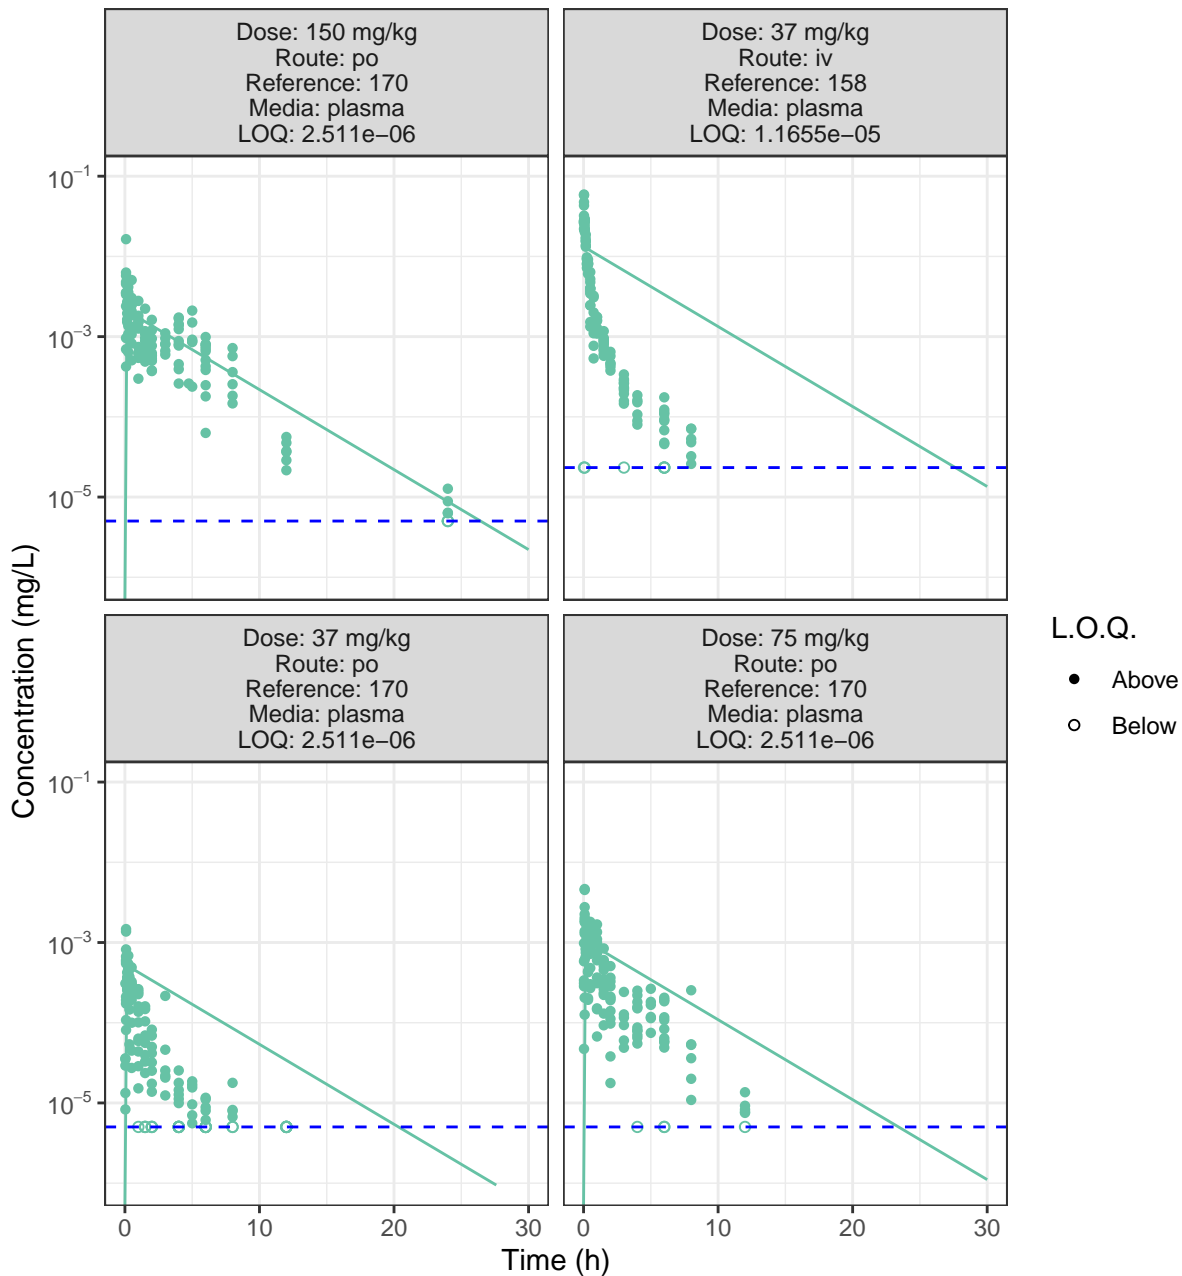 Dose: 150 mg/kg
Route: po
Reference: 170
Media: plasma
LOQ: 2.511e−06
Dose: 37 mg/kg
Route: iv
Reference: 158
Media: plasma
LOQ: 1.1655e−05
10⁻¹
10⁻³
10⁻⁵
Dose: 37 mg/kg
Route: po
Reference: 170
Media: plasma
LOQ: 2.511e−06
Dose: 75 mg/kg
Route: po
Reference: 170
Media: plasma
LOQ: 2.511e−06
10⁻¹
10⁻³
10⁻⁵
0 10 20 30
0 10 20 30
Time (h)
Concentration (mg/L)
L.O.Q.
Above
Below